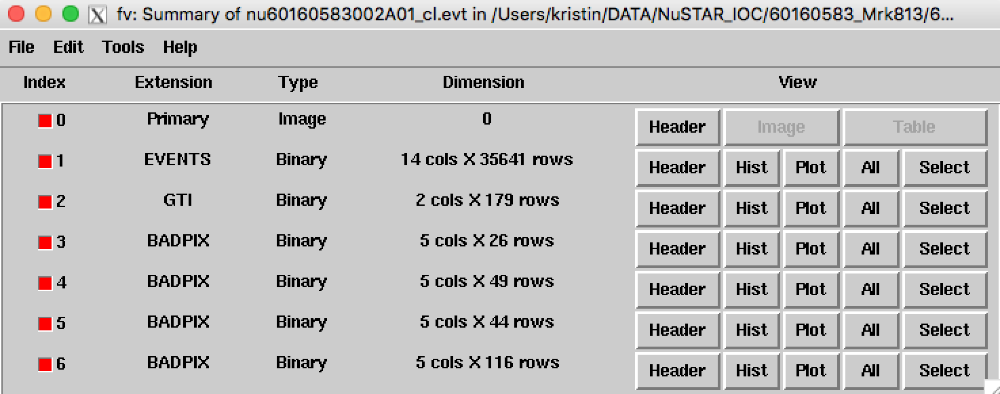 fv: Summary of nu60160583002A01_cl.evt in /Users/kristin/DATA/NuSTAR_IOC/60160583_Mrk813/6...
File Edit Tools Help
Index Extension Type Dimension View
0 Primary Image 0 Header Image Table
1 EVENTS Binary 14 cols X 35641 rows Header Hist Plot All Select
2 GTI Binary 2 cols X 179 rows Header Hist Plot All Select
3 BADPIX Binary 5 cols X 26 rows Header Hist Plot All Select
4 BADPIX Binary 5 cols X 49 rows Header Hist Plot All Select
5 BADPIX Binary 5 cols X 44 rows Header Hist Plot All Select
6 BADPIX Binary 5 cols X 116 rows Header Hist Plot All Select